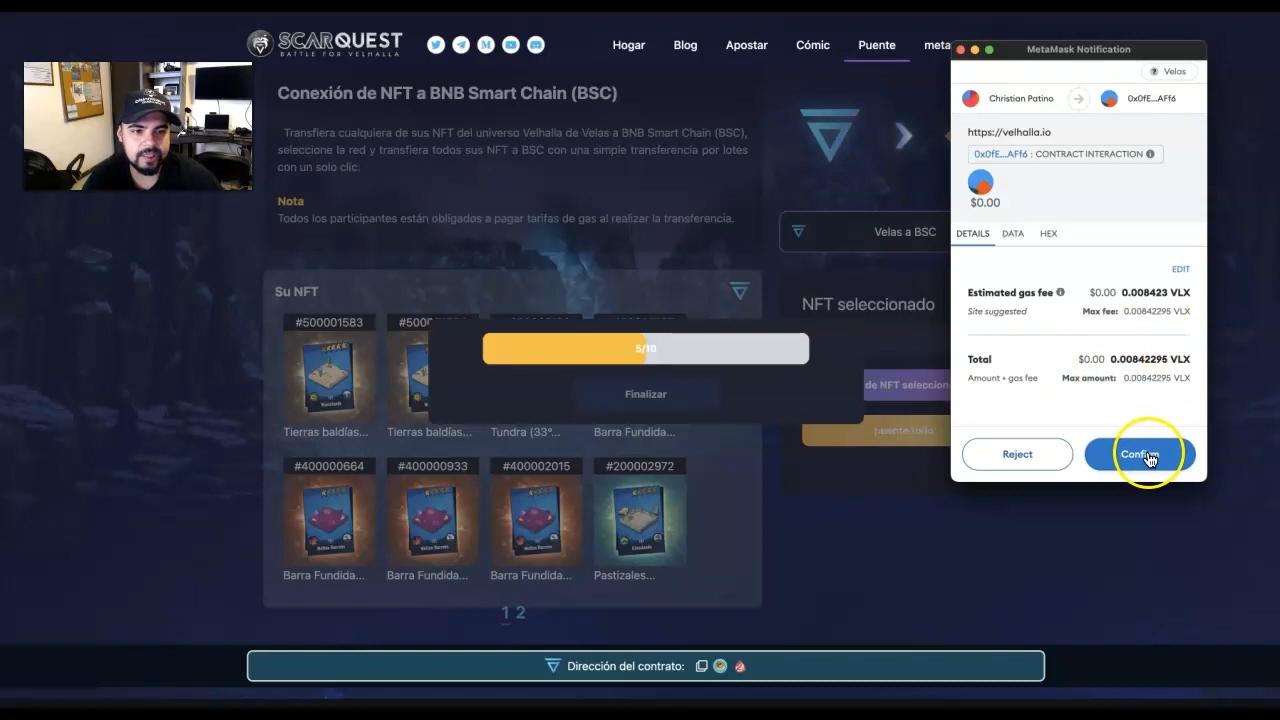 SCARQUEST
BATTLE FOR VELHALLA
Hogar
Blog
Apostar
Cómic
Puente
meta
Conexión de NFT a BNB Smart Chain (BSC)
Transfiera cualquiera de sus NFT del universo Velhalla de Velas a BNB Smart Chain (BSC),
seleccione la red y transfiera todos sus NFT a BSC con una simple transferencia por lotes
con un solo clic:
Nota
Todos los participantes están obligados a pagar tarifas de gas al realizar la transferencia.
Velas a BSC
Su NFT
NFT seleccionado
#500001583
Tierras baldías...
Tierras baldías...
Tundra (33°...
Barra Fundida...
5/10
Finalizar
de NFT seleccion
puente todo
#400000664
#400000933
#400002015
#200002972
Barra Fundida...
Barra Fundida...
Barra Fundida...
Pastizales...
1 2
Dirección del contrato:
MetaMask Notification
Velas
Christian Patino
0x0fE...AFf6
https://velhalla.io
0x0fE...AFf6 : CONTRACT INTERACTION
$0.00
DETAILS
DATA
HEX
EDIT
Estimated gas fee
$0.00 0.008423 VLX
Site suggested
Max fee: 0.00842295 VLX
Total
$0.00 0.00842295 VLX
Amount + gas fee
Max amount: 0.00842295 VLX
Reject
Confirm